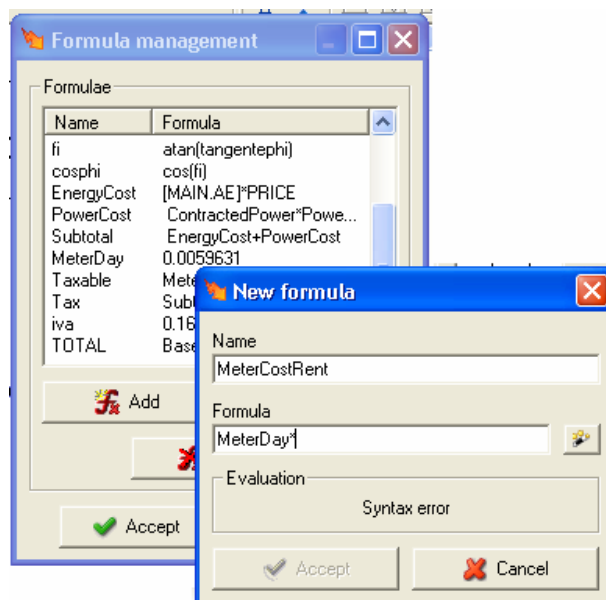 Formula management
Formulae
Name Formula
fi atan(tangentephi)
cosphi cos(fi)
EnergyCost [MAIN.AE]*PRICE
PowerCost ContractedPower*Powe...
Subtotal EnergyCost+PowerCost
MeterDay 0.0059631
Taxable
Tax
iva 0.16
TOTAL
Add
Accept
New formula
Name
MeterCostRent
Formula
MeterDay*
Evaluation
Syntax error
Accept Cancel